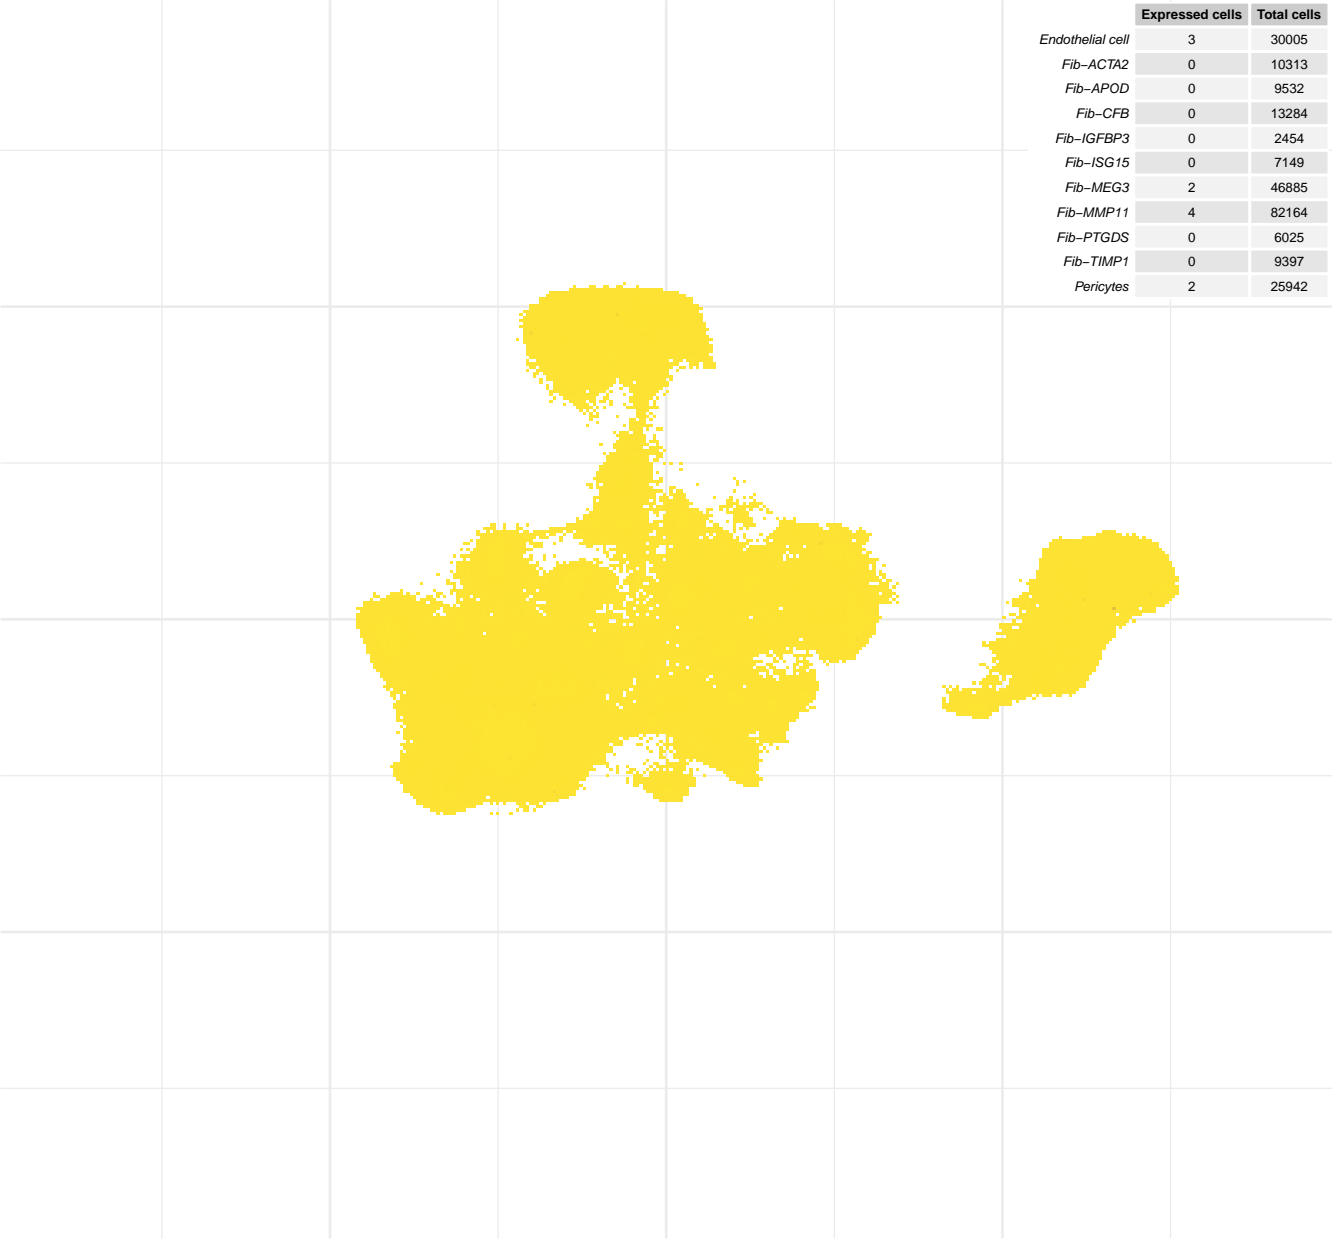 Expressed cells Total cells
Endothelial cell 3 30005
Fib−ACTA2 0 10313
Fib−APOD 0 9532
Fib−CFB 0 13284
Fib−IGFBP3 0 2454
Fib−ISG15 0 7149
Fib−MEG3 2 46885
Fib−MMP11 4 82164
Fib−PTGDS 0 6025
Fib−TIMP1 0 9397
Pericytes 2 25942